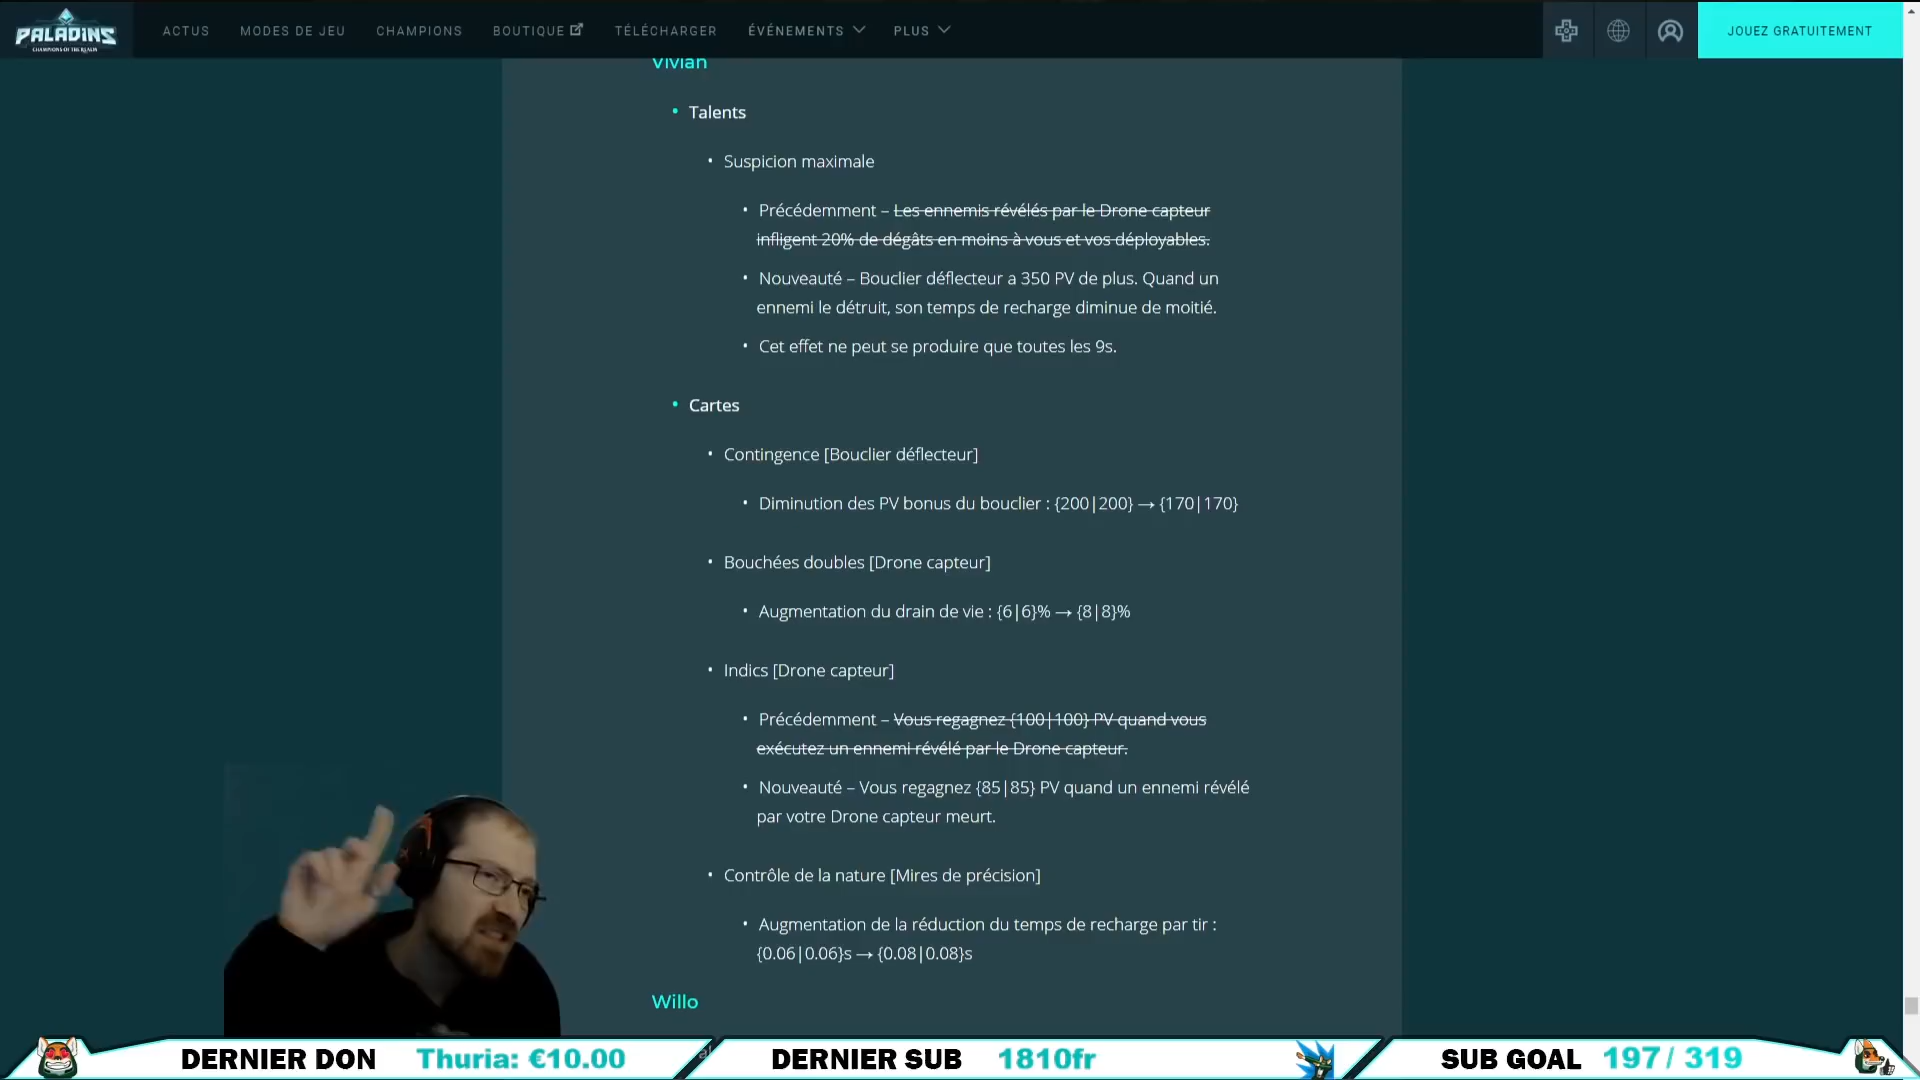 PALADINS
CHAMPIONS OF THE REALM
ACTUS
MODES DE JEU
CHAMPIONS
BOUTIQUE
TÉLÉCHARGER
ÉVÉNEMENTS
PLUS
JOUEZ GRATUITEMENT
Vivian
• Talents
• Suspicion maximale
• Précédemment – Les ennemis révélés par le Drone capteur
infligent 20% de dégâts en moins à vous et vos déployables.
• Nouveauté – Bouclier déflecteur a 350 PV de plus. Quand un
ennemi le détruit, son temps de recharge diminue de moitié.
• Cet effet ne peut se produire que toutes les 9s.
• Cartes
• Contingence [Bouclier déflecteur]
• Diminution des PV bonus du bouclier : {200|200} → {170|170}
• Bouchées doubles [Drone capteur]
• Augmentation du drain de vie : {6|6}% → {8|8}%
• Indics [Drone capteur]
• Précédemment – Vous regagnez {100|100} PV quand vous
exécutez un ennemi révélé par le Drone capteur.
• Nouveauté – Vous regagnez {85|85} PV quand un ennemi révélé
par votre Drone capteur meurt.
• Contrôle de la nature [Mires de précision]
• Augmentation de la réduction du temps de recharge par tir :
{0.06|0.06}s → {0.08|0.08}s
Willo
DERNIER DON Thuria: €10.00
DERNIER SUB 1810fr
SUB GOAL 197 / 319